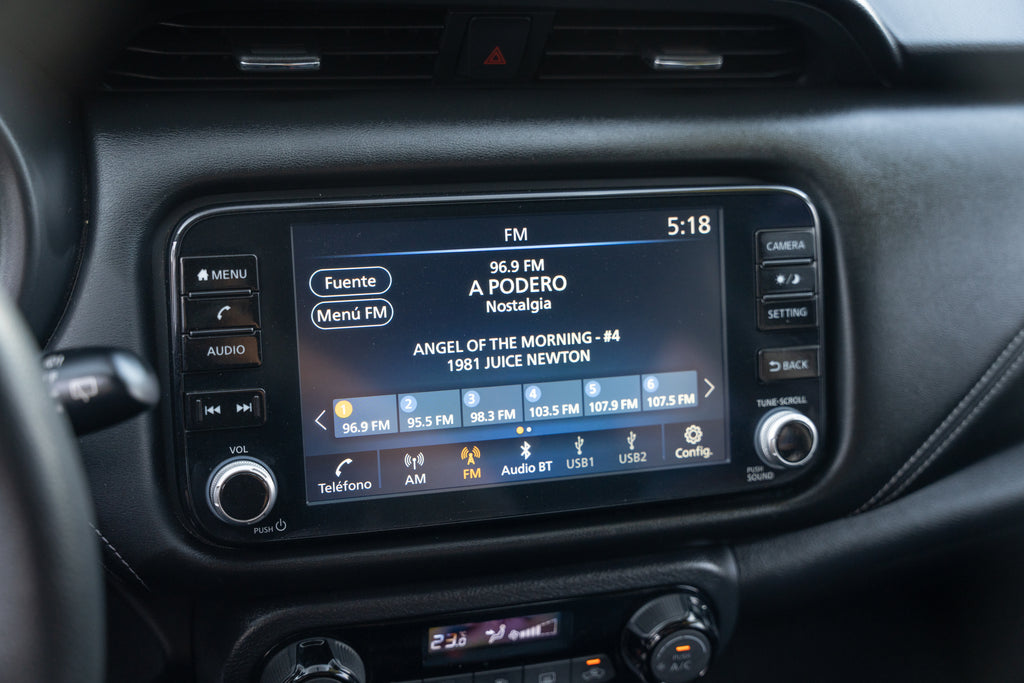 FM
5:18
MENU
AUDIO
VOL
PUSH
Fuente
Menú FM
96.9 FM
A PODERO
Nostalgia
ANGEL OF THE MORNING - #4
1981 JUICE NEWTON
1 96.9 FM
2 95.5 FM
3 98.3 FM
4 103.5 FM
5 107.9 FM
6 107.5 FM
Teléfono
AM
FM
Audio BT
USB1
USB2
Config.
CAMERA
SETTING
BACK
TUNE•SCROLL
PUSH
SOUND
23.0
PUSH
A/C